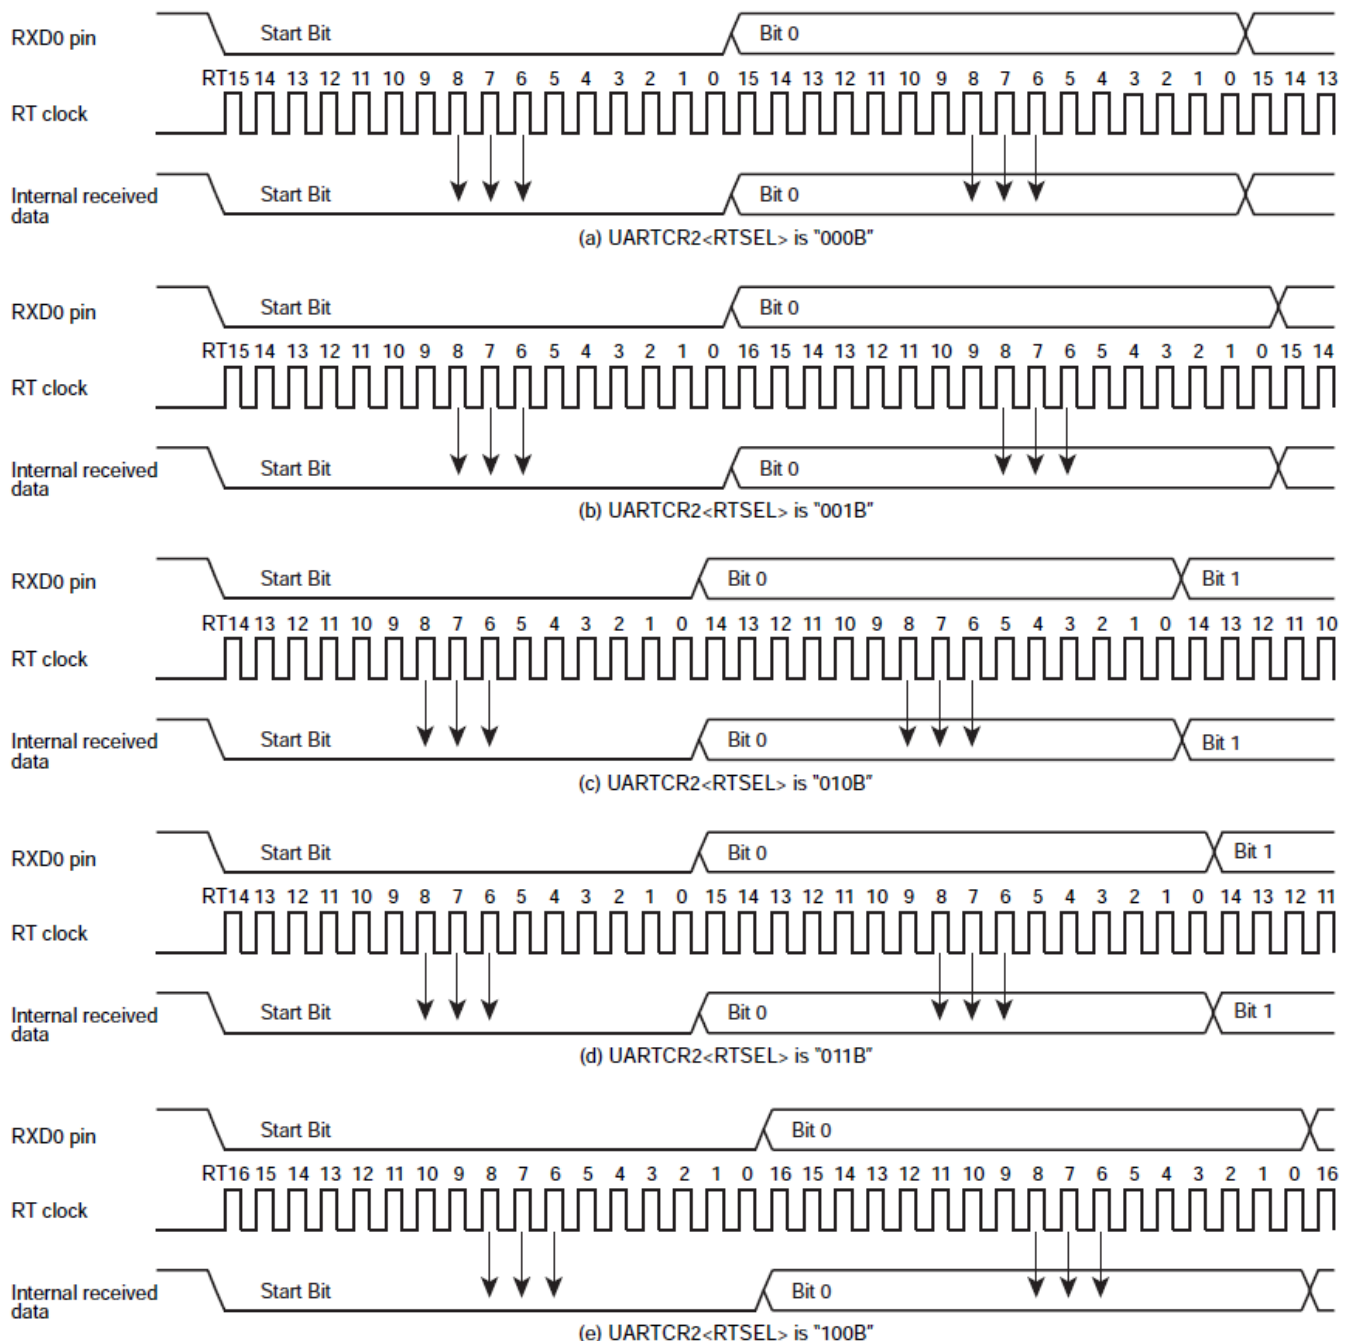 RXD0 pin Start Bit Bit 0
RT15 14 13 12 11 10 9 8 7 6 5 4 3 2 1 0 15 14 13 12 11 10 9 8 7 6 5 4 3 2 1 0 15 14 13
RT clock
Internal received data Start Bit Bit 0
(a) UARTCR2<RTSEL> is "000B"
RXD0 pin Start Bit Bit 0
RT15 14 13 12 11 10 9 8 7 6 5 4 3 2 1 0 16 15 14 13 12 11 10 9 8 7 6 5 4 3 2 1 0 15 14
RT clock
Internal received data Start Bit Bit 0
(b) UARTCR2<RTSEL> is "001B"
RXD0 pin Start Bit Bit 0 Bit 1
RT14 13 12 11 10 9 8 7 6 5 4 3 2 1 0 14 13 12 11 10 9 8 7 6 5 4 3 2 1 0 14 13 12 11 10
RT clock
Internal received data Start Bit Bit 0 Bit 1
(c) UARTCR2<RTSEL> is "010B"
RXD0 pin Start Bit Bit 0 Bit 1
RT14 13 12 11 10 9 8 7 6 5 4 3 2 1 0 15 14 13 12 11 10 9 8 7 6 5 4 3 2 1 0 14 13 12 11
RT clock
Internal received data Start Bit Bit 0 Bit 1
(d) UARTCR2<RTSEL> is "011B"
RXD0 pin Start Bit Bit 0
RT16 15 14 13 12 11 10 9 8 7 6 5 4 3 2 1 0 16 15 14 13 12 11 10 9 8 7 6 5 4 3 2 1 0 16
RT clock
Internal received data Start Bit Bit 0
(e) UARTCR2<RTSEL> is "100B"